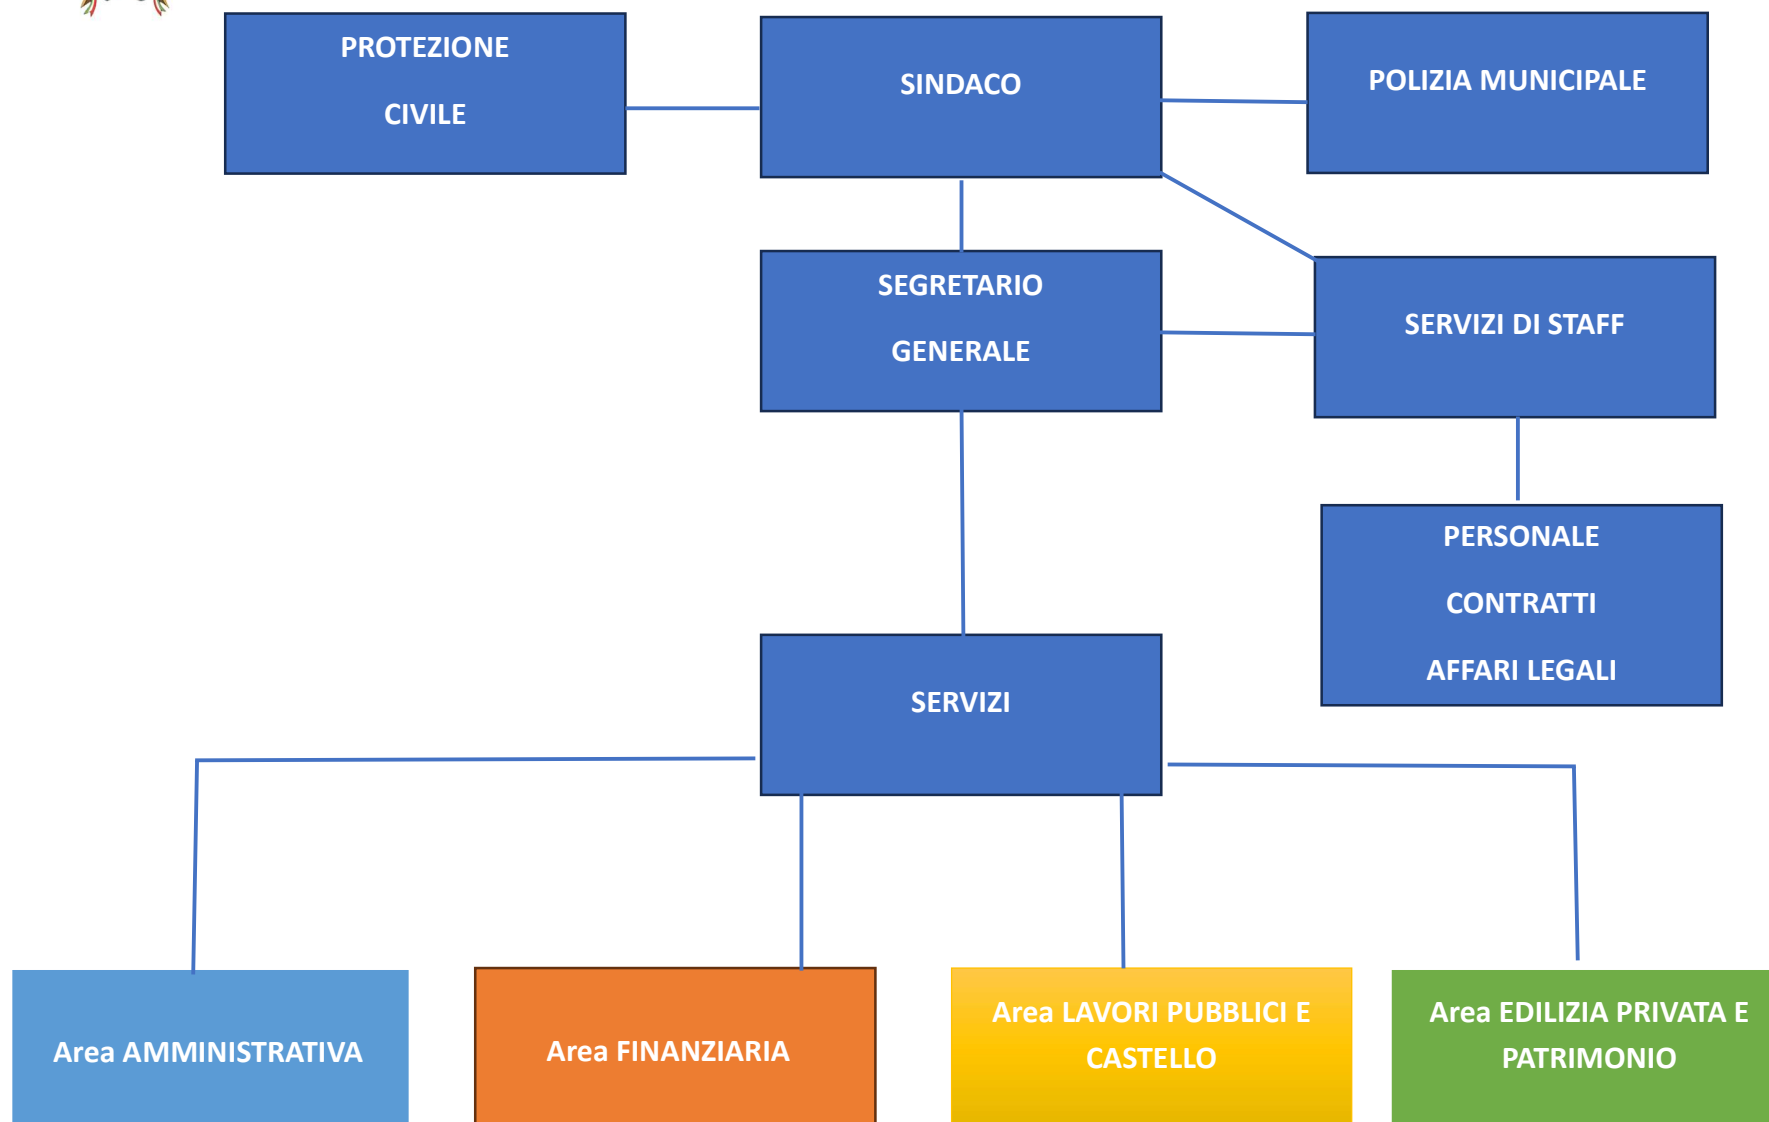 PROTEZIONE
CIVILE
SINDACO
POLIZIA MUNICIPALE
SEGRETARIO
GENERALE
SERVIZI DI STAFF
PERSONALE
CONTRATTI
AFFARI LEGALI
SERVIZI
Area AMMINISTRATIVA
Area FINANZIARIA
Area LAVORI PUBBLICI E
CASTELLO
Area EDILIZIA PRIVATA E
PATRIMONIO